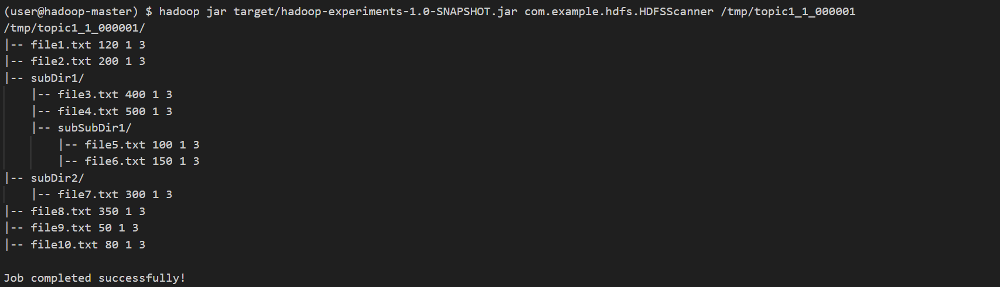 (user@hadoop-master) $ hadoop jar target/hadoop-experiments-1.0-SNAPSHOT.jar com.example.hdfs.HDFSScanner /tmp/topic1_1_000001
/tmp/topic1_1_000001/
|-- file1.txt 120 1 3
|-- file2.txt 200 1 3
|-- subDir1/
    |-- file3.txt 400 1 3
    |-- file4.txt 500 1 3
    |-- subSubDir1/
        |-- file5.txt 100 1 3
        |-- file6.txt 150 1 3
|-- subDir2/
    |-- file7.txt 300 1 3
|-- file8.txt 350 1 3
|-- file9.txt 50 1 3
|-- file10.txt 80 1 3

Job completed successfully!